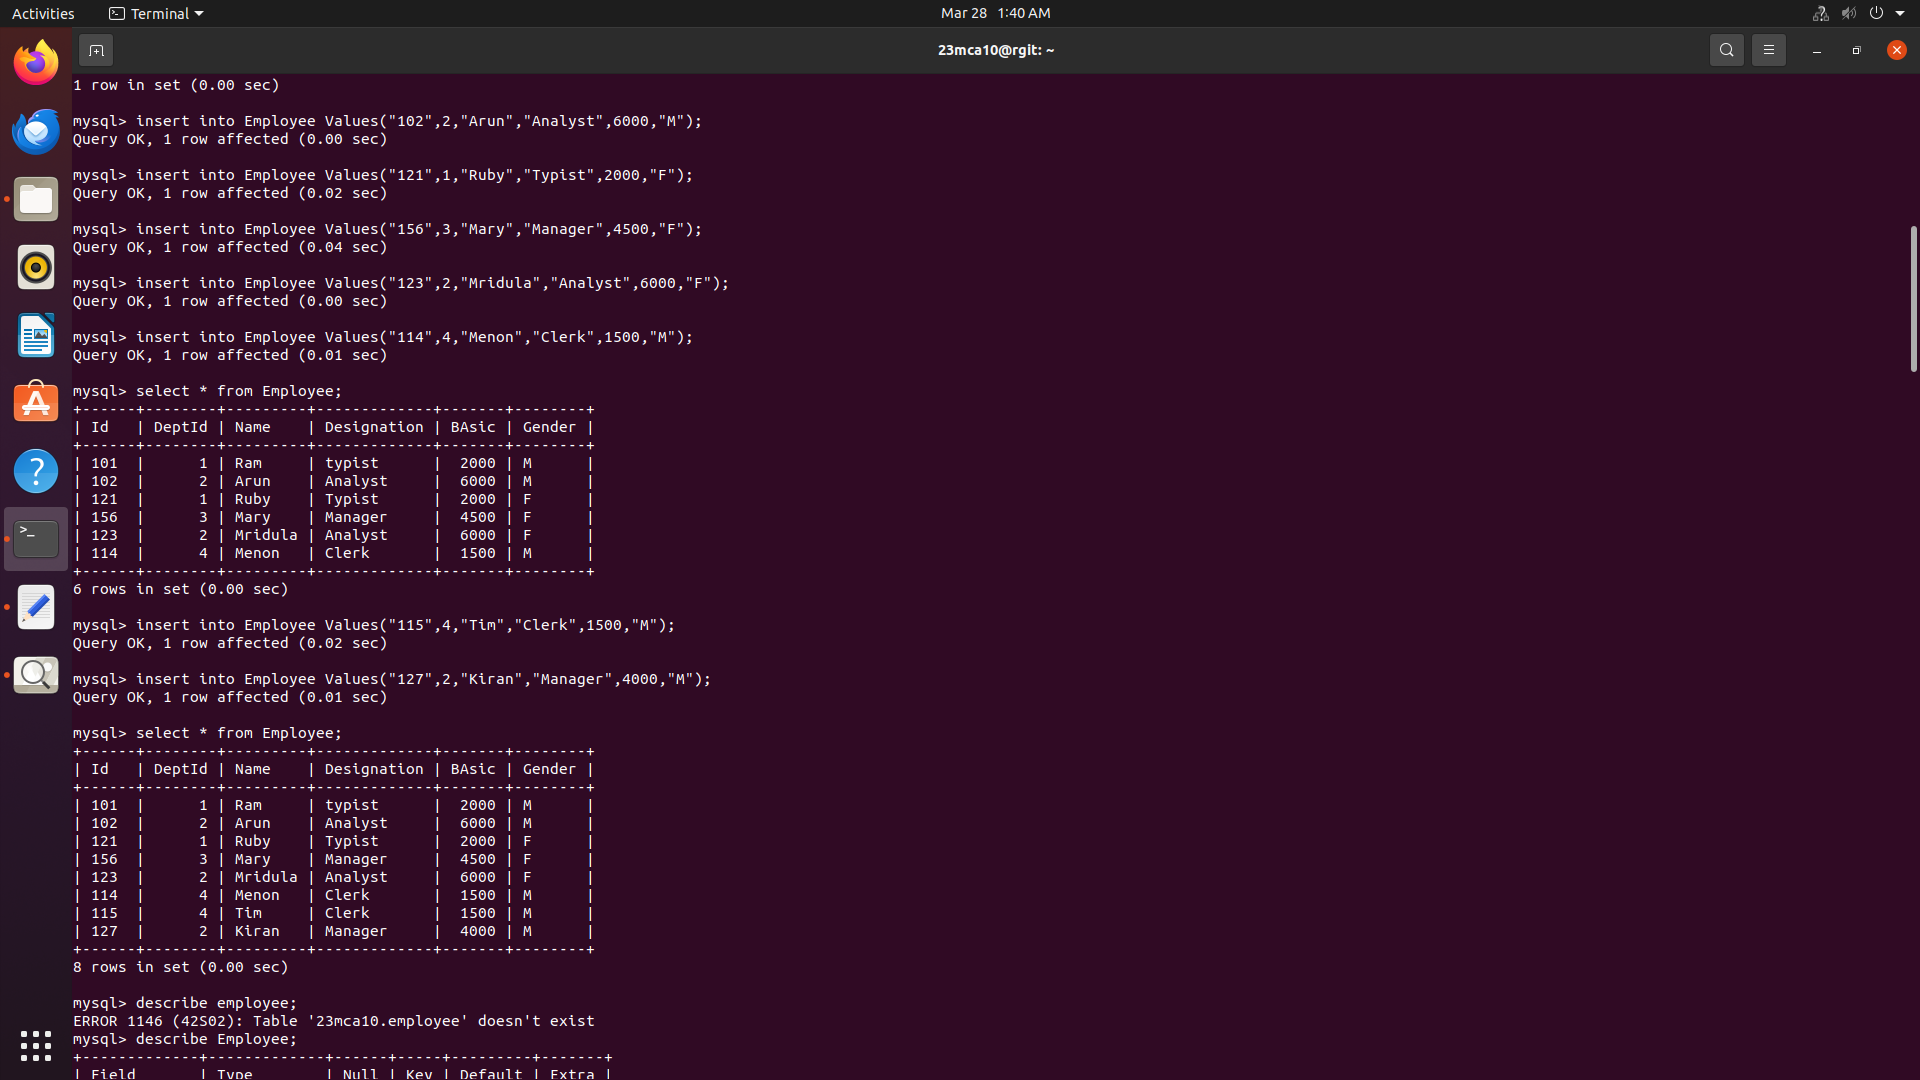 Activities Terminal Mar 28 1:40 AM
23mca10@rgit: ~
1 row in set (0.00 sec)
mysql> insert into Employee Values("102",2,"Arun","Analyst",6000,"M");
Query OK, 1 row affected (0.00 sec)
mysql> insert into Employee Values("121",1,"Ruby","Typist",2000,"F");
Query OK, 1 row affected (0.02 sec)
mysql> insert into Employee Values("156",3,"Mary","Manager",4500,"F");
Query OK, 1 row affected (0.04 sec)
mysql> insert into Employee Values("123",2,"Mridula","Analyst",6000,"F");
Query OK, 1 row affected (0.00 sec)
mysql> insert into Employee Values("114",4,"Menon","Clerk",1500,"M");
Query OK, 1 row affected (0.01 sec)
mysql> select * from Employee;
+------+--------+---------+-------------+-------+--------+
| Id   | DeptId | Name    | Designation | BAsic | Gender |
+------+--------+---------+-------------+-------+--------+
| 101  |      1 | Ram     | typist      |  2000 | M      |
| 102  |      2 | Arun    | Analyst     |  6000 | M      |
| 121  |      1 | Ruby    | Typist      |  2000 | F      |
| 156  |      3 | Mary    | Manager     |  4500 | F      |
| 123  |      2 | Mridula | Analyst     |  6000 | F      |
| 114  |      4 | Menon   | Clerk       |  1500 | M      |
+------+--------+---------+-------------+-------+--------+
6 rows in set (0.00 sec)
mysql> insert into Employee Values("115",4,"Tim","Clerk",1500,"M");
Query OK, 1 row affected (0.02 sec)
mysql> insert into Employee Values("127",2,"Kiran","Manager",4000,"M");
Query OK, 1 row affected (0.01 sec)
mysql> select * from Employee;
+------+--------+---------+-------------+-------+--------+
| Id   | DeptId | Name    | Designation | BAsic | Gender |
+------+--------+---------+-------------+-------+--------+
| 101  |      1 | Ram     | typist      |  2000 | M      |
| 102  |      2 | Arun    | Analyst     |  6000 | M      |
| 121  |      1 | Ruby    | Typist      |  2000 | F      |
| 156  |      3 | Mary    | Manager     |  4500 | F      |
| 123  |      2 | Mridula | Analyst     |  6000 | F      |
| 114  |      4 | Menon   | Clerk       |  1500 | M      |
| 115  |      4 | Tim     | Clerk       |  1500 | M      |
| 127  |      2 | Kiran   | Manager     |  4000 | M      |
+------+--------+---------+-------------+-------+--------+
8 rows in set (0.00 sec)
mysql> describe employee;
ERROR 1146 (42S02): Table '23mca10.employee' doesn't exist
mysql> describe Employee;
+-------------+------------+------+-----+---------+-------+
| Field       | Type       | Null | Key | Default | Extra |